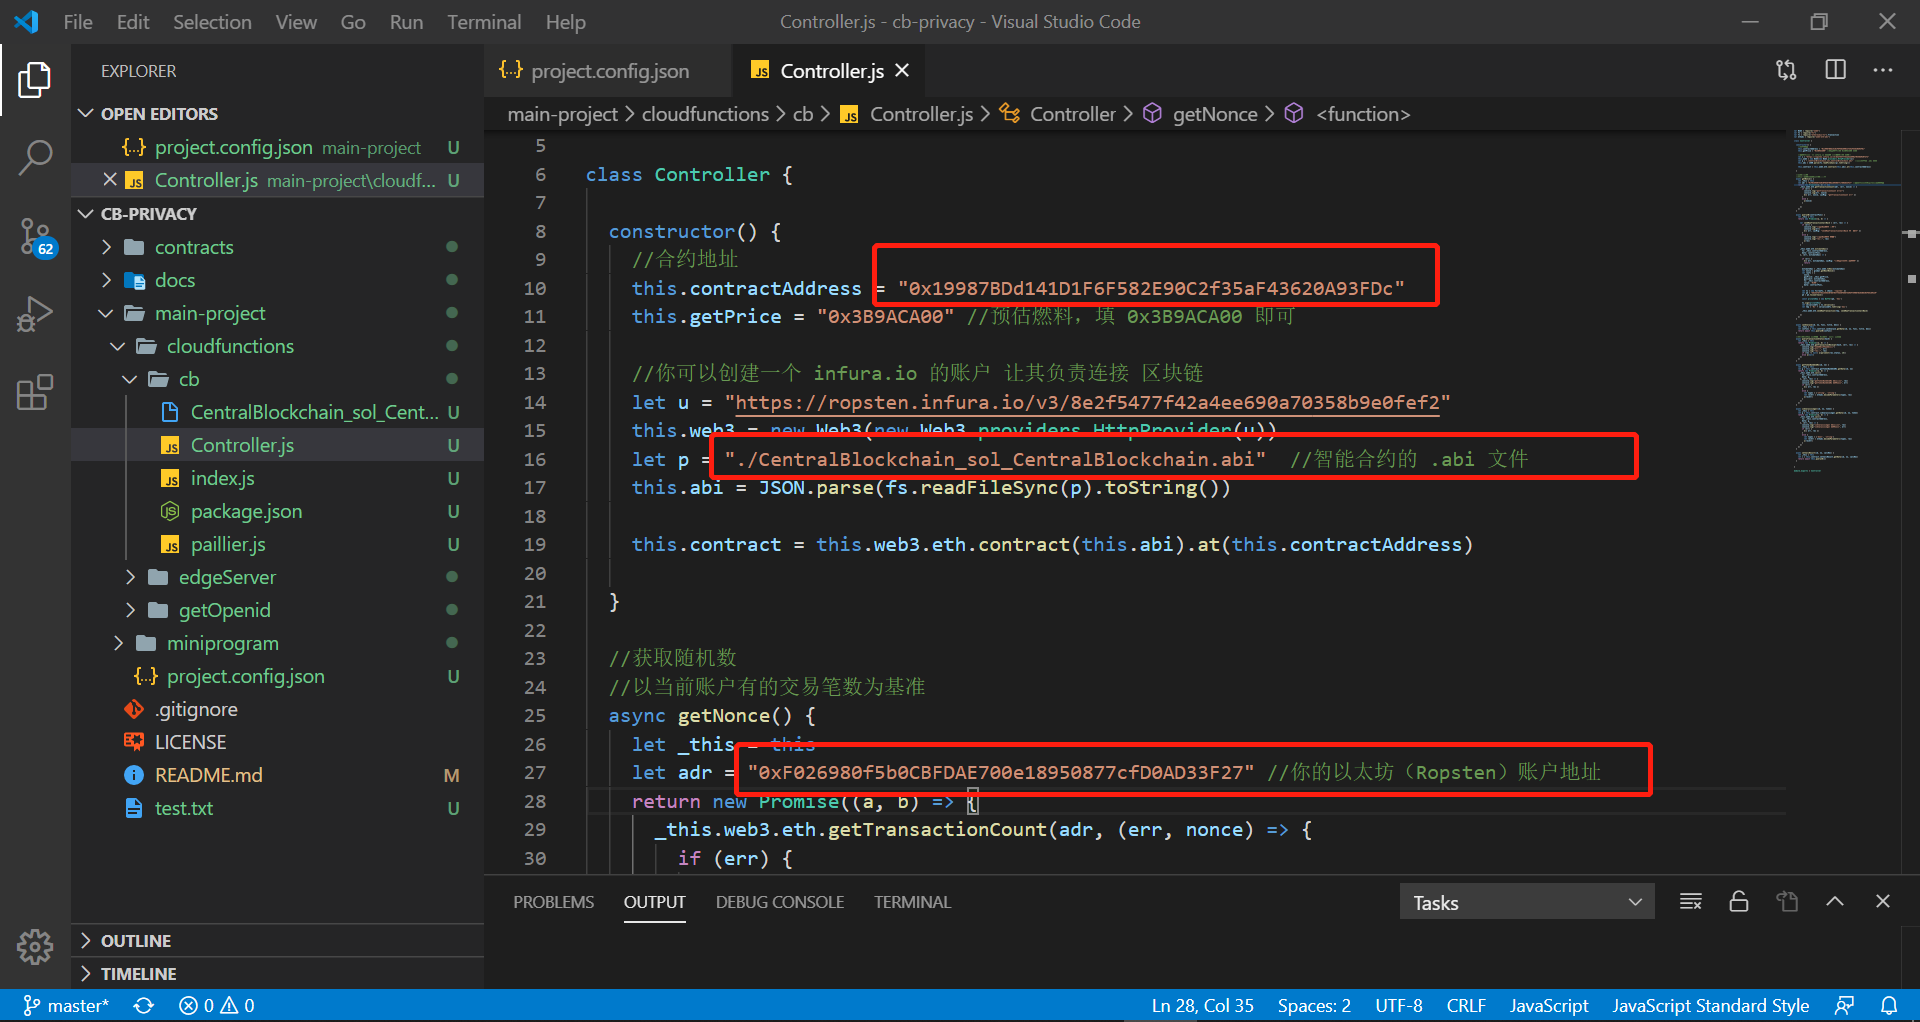 File Edit Selection View Go Run Terminal Help
Controller.js - cb-privacy - Visual Studio Code
EXPLORER
OPEN EDITORS
project.config.json main-project U
Controller.js main-project\cloudf... U
CB-PRIVACY
contracts
docs
main-project
cloudfunctions
cb
CentralBlockchain_sol_Cent... U
Controller.js U
index.js U
package.json U
paillier.js U
edgeServer
getOpenid
miniprogram
project.config.json U
.gitignore
LICENSE
README.md M
test.txt U
OUTLINE
TIMELINE
62
project.config.json
Controller.js
main-project > cloudfunctions > cb > Controller.js > Controller > getNonce > <function>
5
6 class Controller {
7
8 constructor() {
9 //合约地址
10 this.contractAddress = "0x19987BDd141D1F6F582E90C2f35aF43620A93FDc"
11 this.getPrice = "0x3B9ACA00" //预估燃料，填 0x3B9ACA00 即可
12
13 //你可以创建一个 infura.io 的账户 让其负责连接 区块链
14 let u = "https://ropsten.infura.io/v3/8e2f5477f42a4ee690a70358b9e0fef2"
15 this.web3 = new Web3(new Web3.providers.HttpProvider(u))
16 let p = "./CentralBlockchain_sol_CentralBlockchain.abi" //智能合约的 .abi 文件
17 this.abi = JSON.parse(fs.readFileSync(p).toString())
18
19 this.contract = this.web3.eth.contract(this.abi).at(this.contractAddress)
20
21 }
22
23 //获取随机数
24 //以当前账户有的交易笔数为基准
25 async getNonce() {
26 let _this = this
27 let adr = "0xF026980f5b0CBFDAE700e18950877cfD0AD33F27" //你的以太坊（Ropsten）账户地址
28 return new Promise((a, b) => {
29 _this.web3.eth.getTransactionCount(adr, (err, nonce) => {
30 if (err) {
PROBLEMS OUTPUT DEBUG CONSOLE TERMINAL
Tasks
master* 0 0
Ln 28, Col 35 Spaces: 2 UTF-8 CRLF JavaScript JavaScript Standard Style